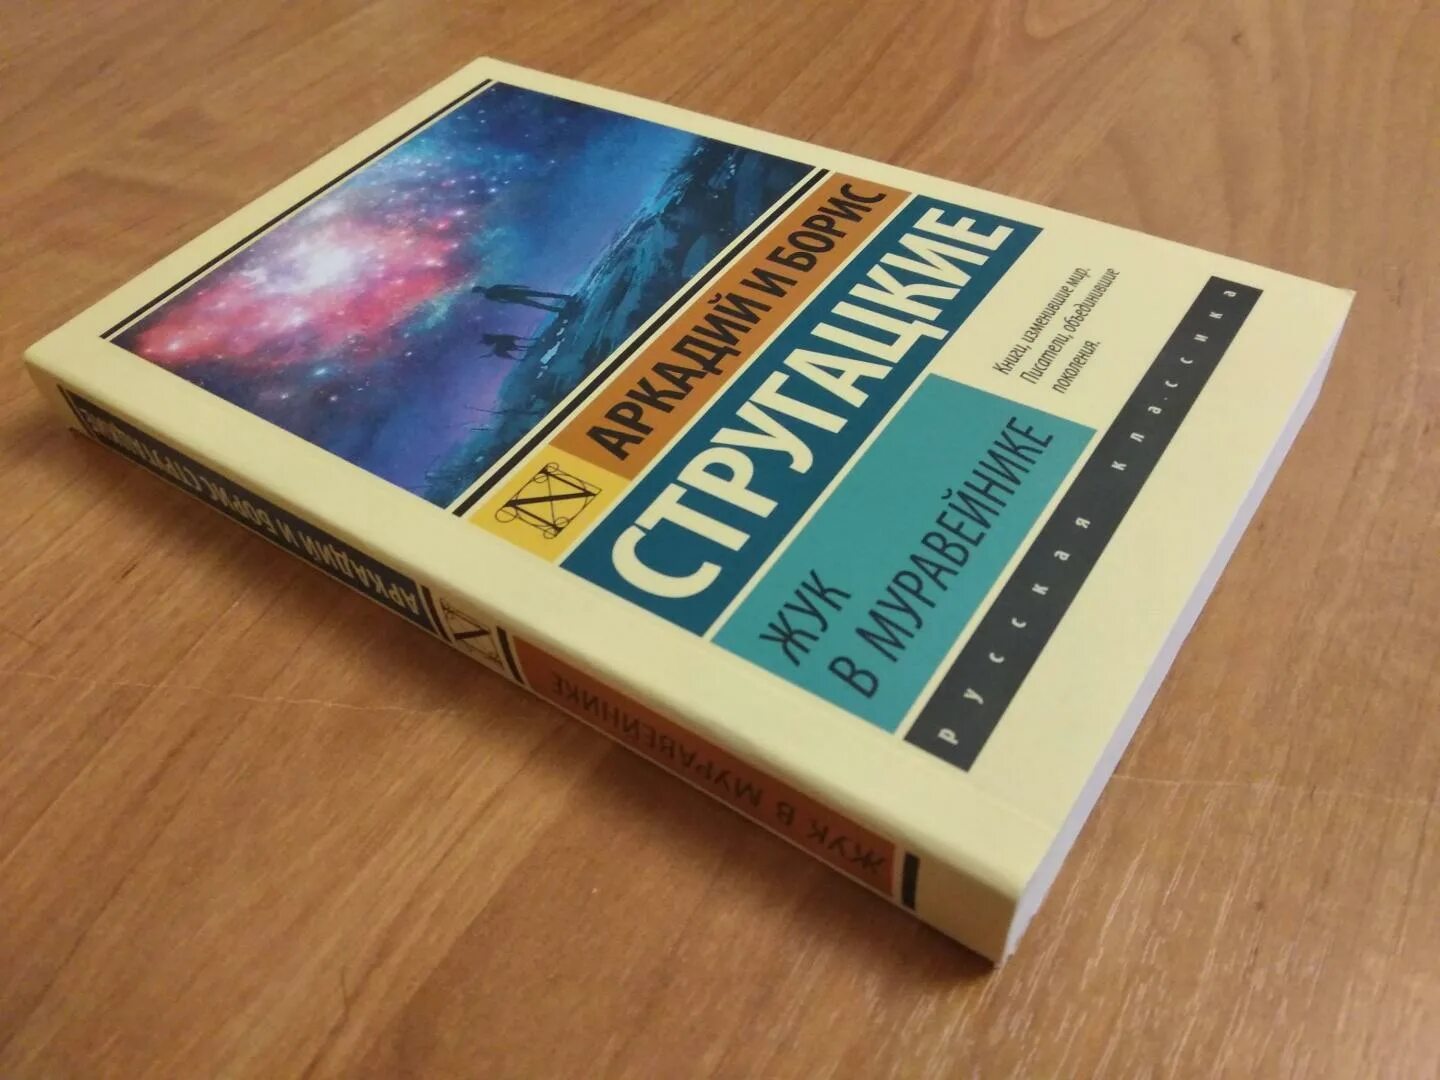 АРКАДИЙ И БОРИС
СТРУГАЦКИЕ
ЖУК
В МУРАВЕЙНИКЕ
Книги, изменившие мир.
Писатели, объединившие
поколения.
русская классика
АРКАДИЙ И БОРИС СТРУГАЦКИЕ
ЖУК В МУРАВЕЙНИКЕ